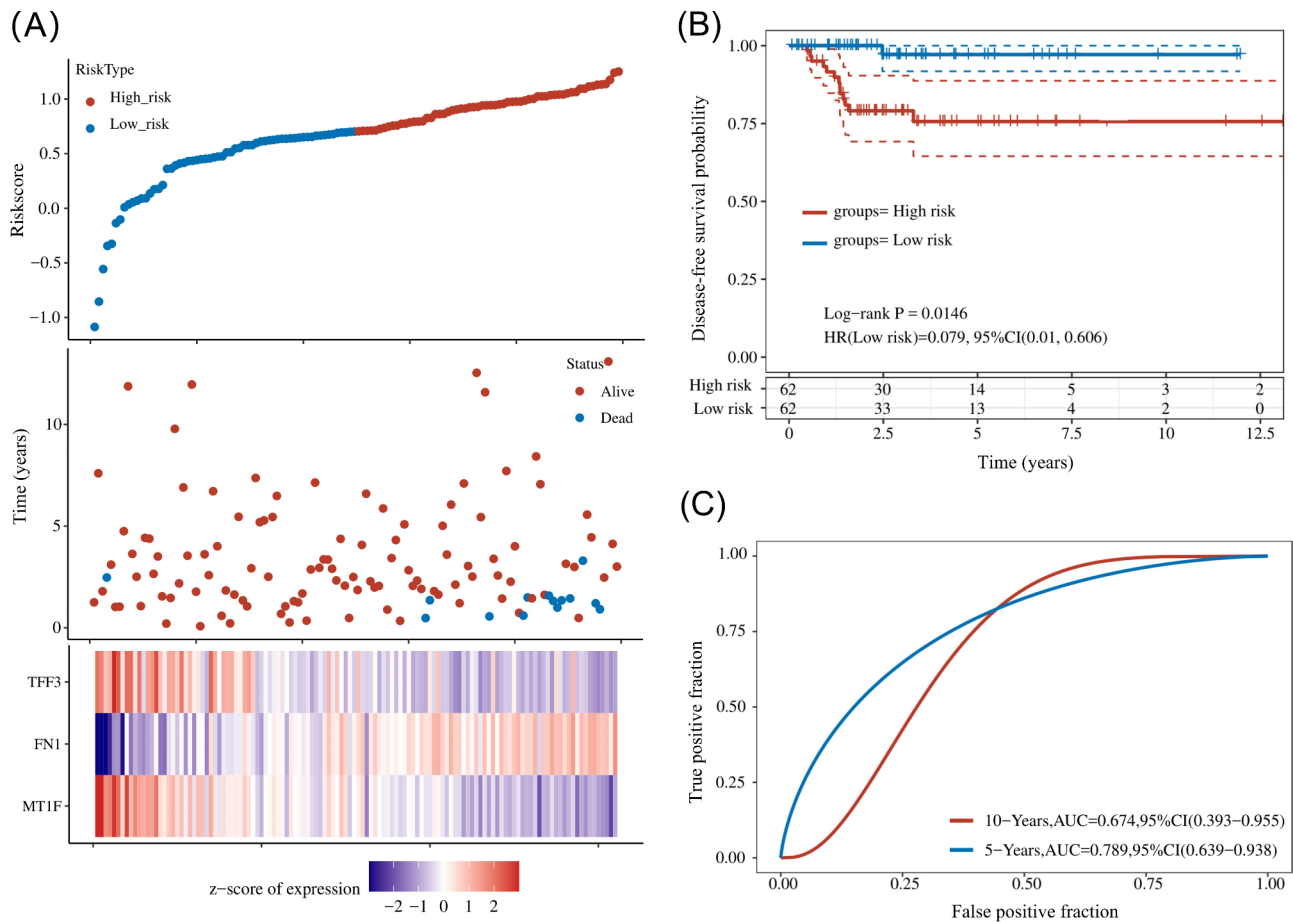 (A)
RiskType
High_risk
Low_risk
Riskscore
1.0
0.5
0.0
−0.5
−1.0
Status
Alive
Dead
Time (years)
10
5
0
TFF3
FN1
MT1F
z−score of expression
−2 −1 0 1 2
(B)
Disease−free survival probability
1.00
0.75
0.50
0.25
0.00
groups= High risk
groups= Low risk
Log−rank P = 0.0146
HR(Low risk)=0.079, 95%CI(0.01, 0.606)
High risk 62 30 14 5 3 2
Low risk 62 33 13 4 2 0
0 2.5 5 7.5 10 12.5
Time (years)
(C)
True positive fraction
1.00
0.75
0.50
0.25
0.00
10−Years,AUC=0.674,95%CI(0.393−0.955)
5−Years,AUC=0.789,95%CI(0.639−0.938)
0.00 0.25 0.50 0.75 1.00
False positive fraction